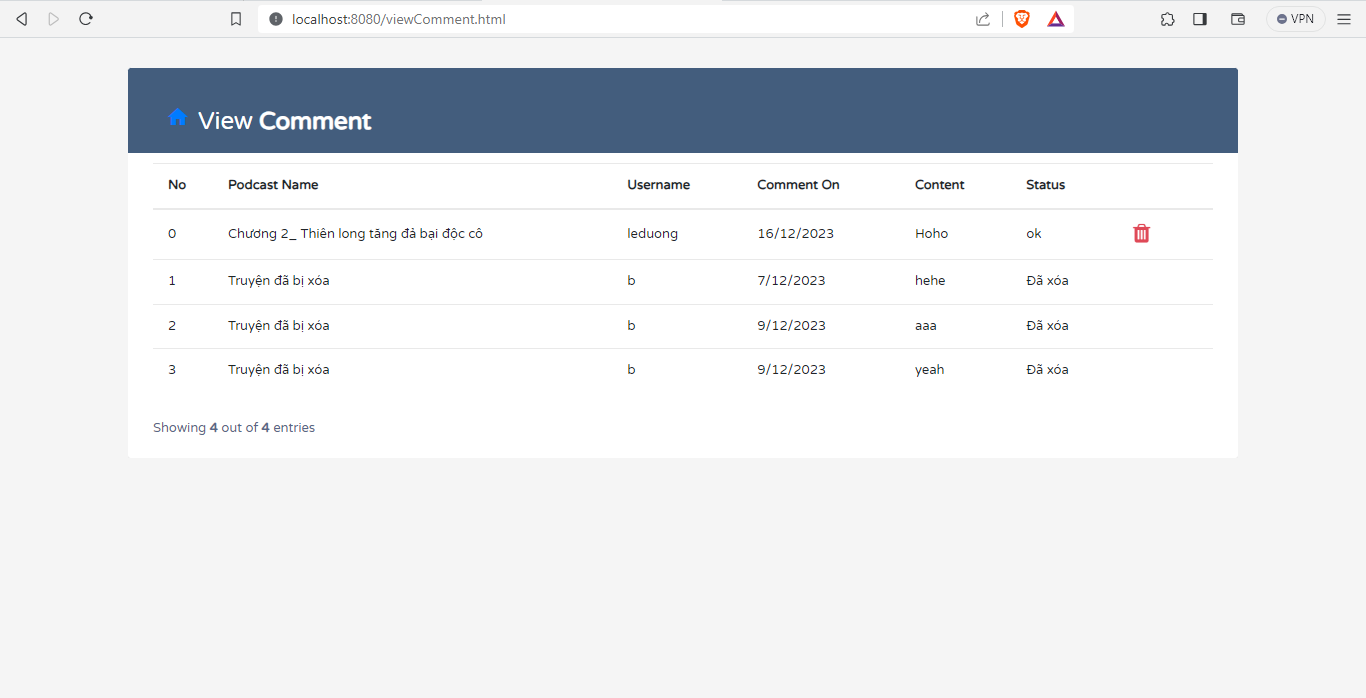 localhost:8080/viewComment.html
VPN
View Comment
No Podcast Name Username Comment On Content Status
0 Chương 2_ Thiên long tăng đả bại độc cô leduong 16/12/2023 Hoho ok
1 Truyện đã bị xóa b 7/12/2023 hehe Đã xóa
2 Truyện đã bị xóa b 9/12/2023 aaa Đã xóa
3 Truyện đã bị xóa b 9/12/2023 yeah Đã xóa
Showing 4 out of 4 entries